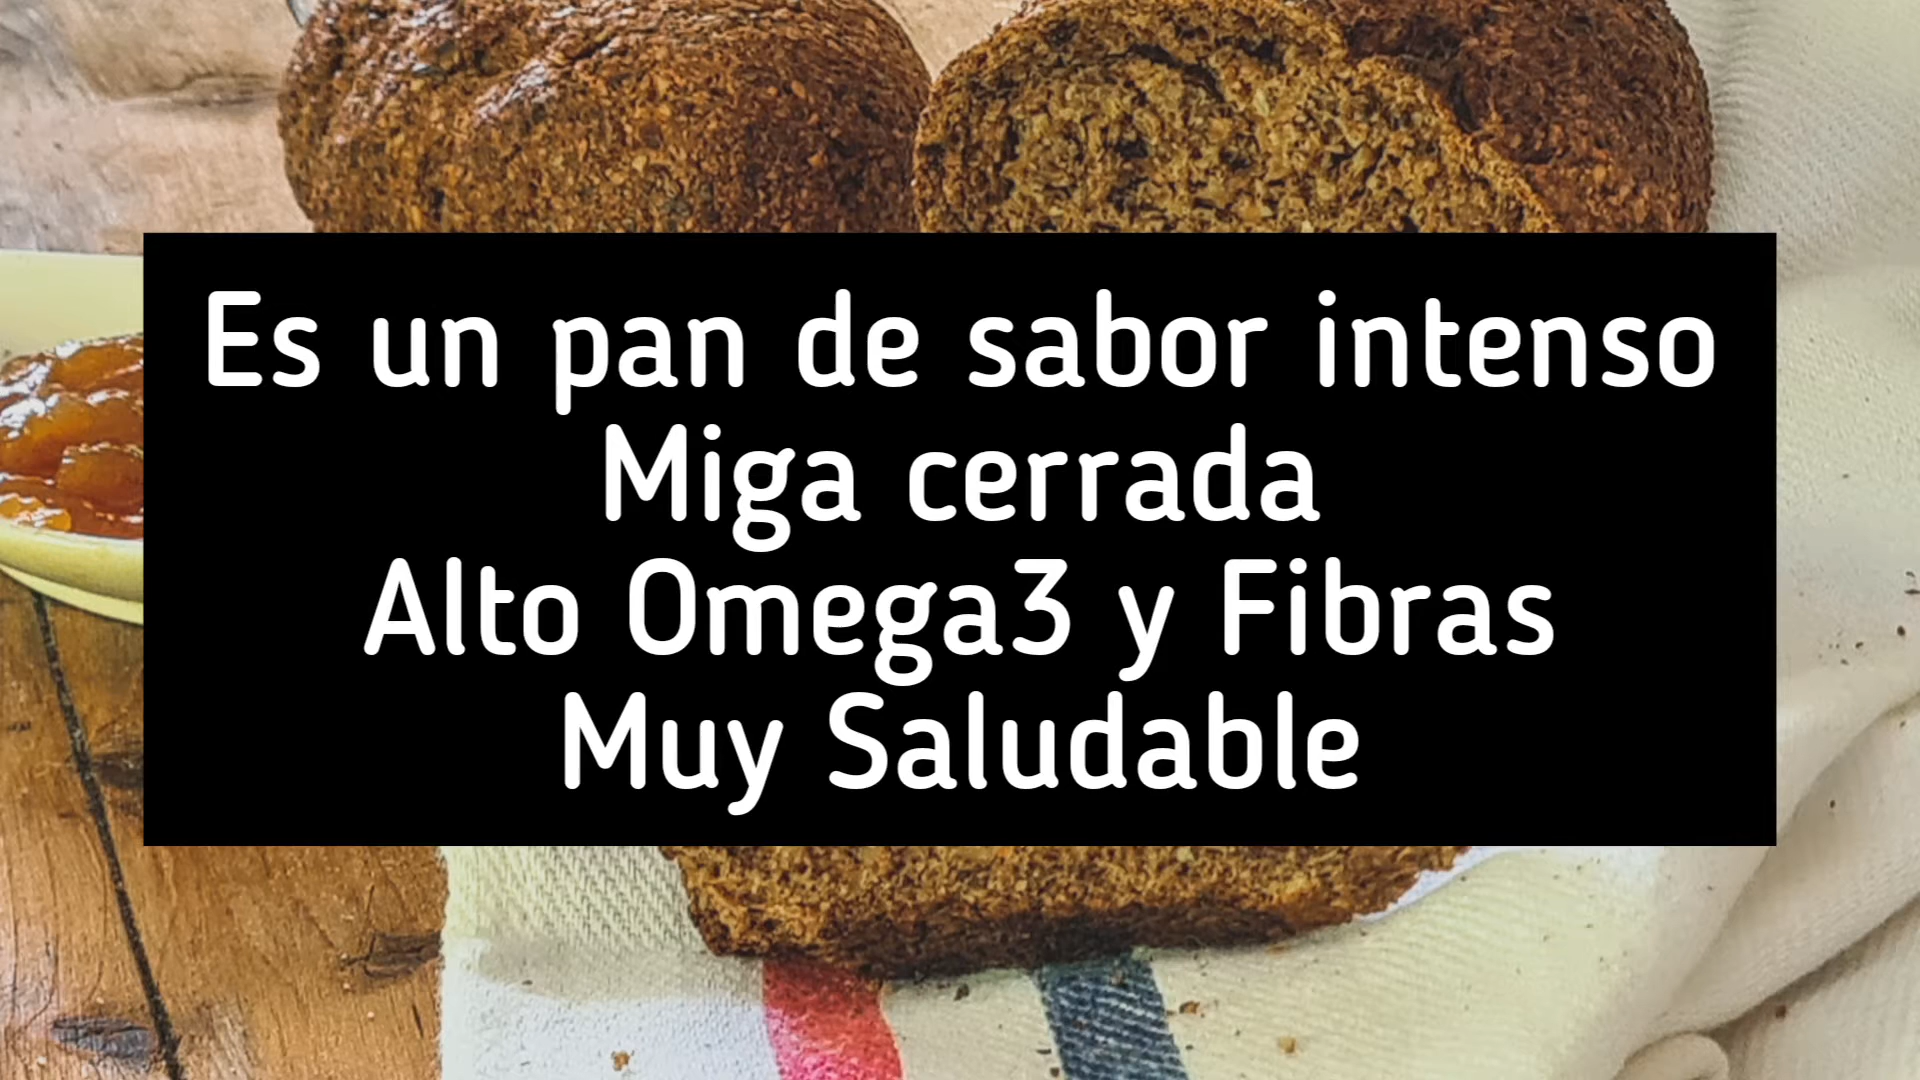 Es un pan de sabor intenso
Miga cerrada
Alto Omega3 y Fibras
Muy Saludable